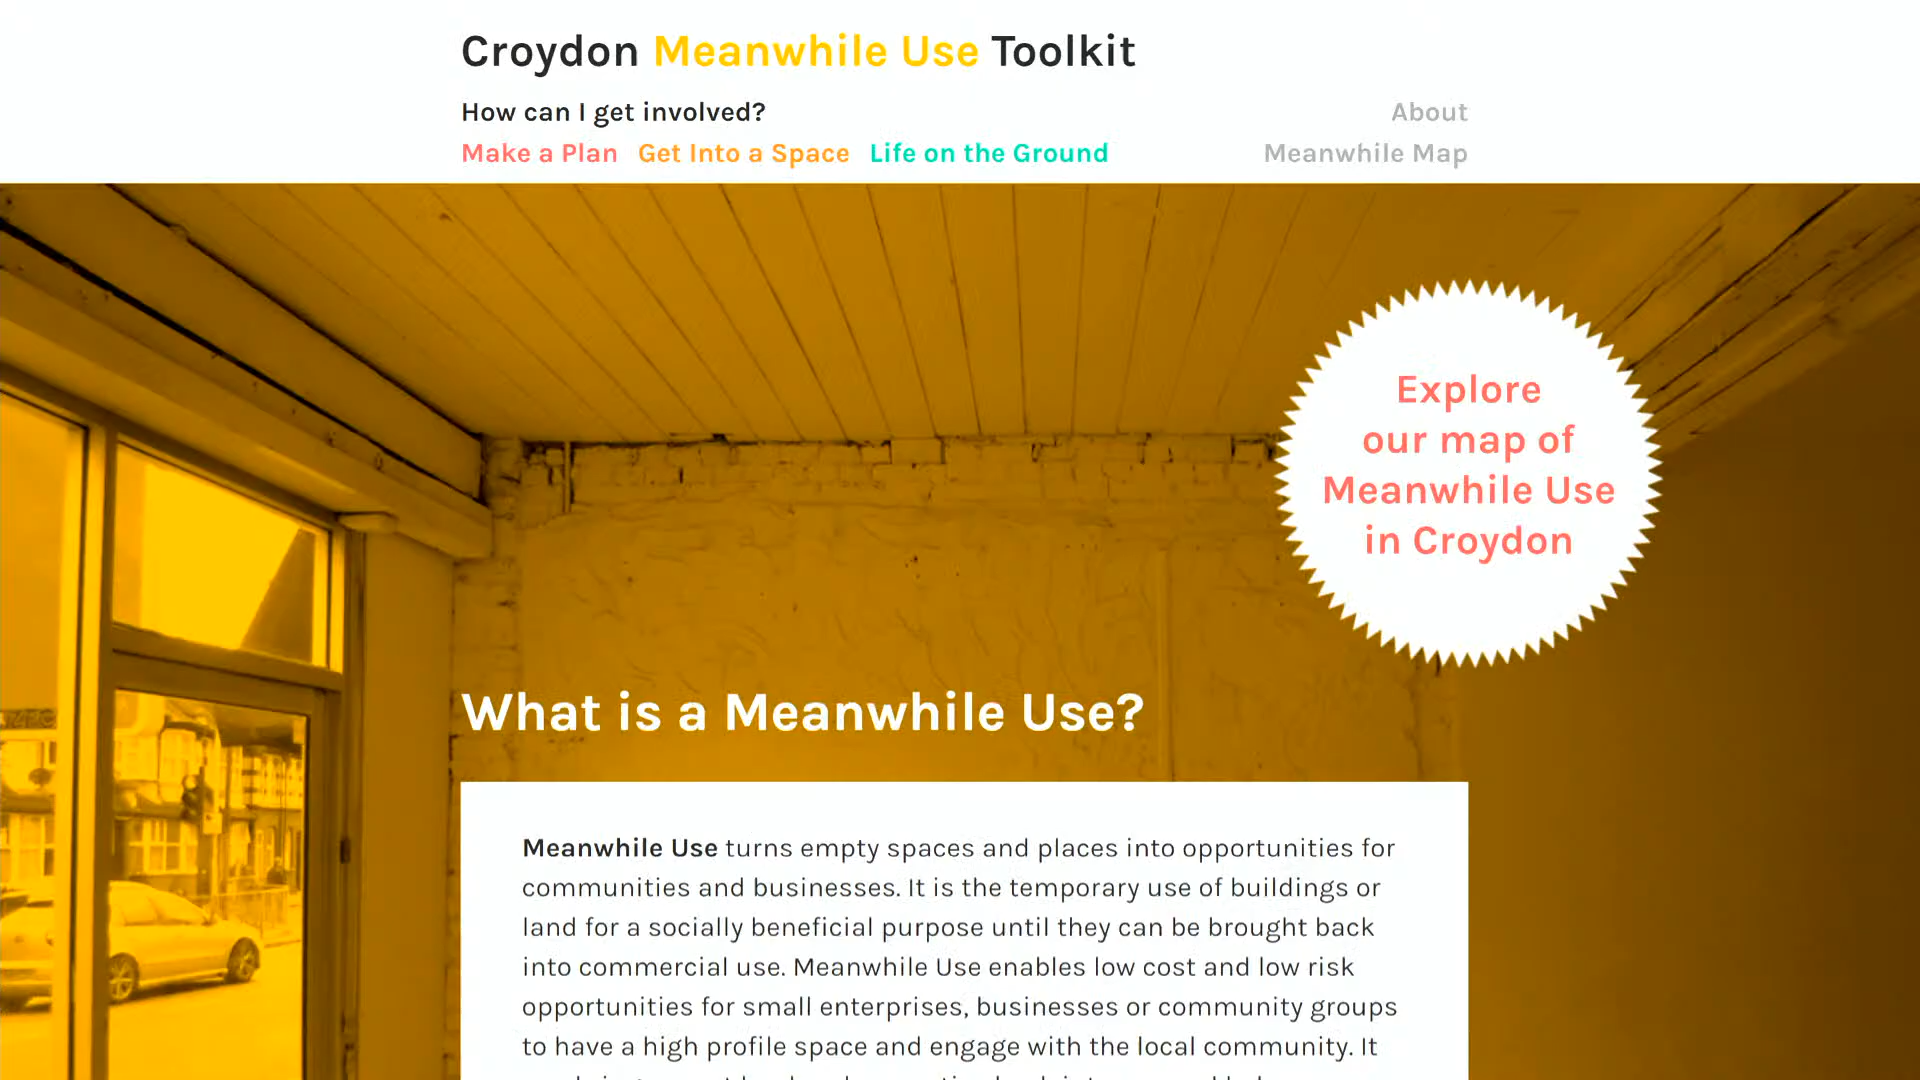 Croydon Meanwhile Use Toolkit
How can I get involved?
About
Make a Plan Get Into a Space Life on the Ground
Meanwhile Map
Explore
our map of
Meanwhile Use
in Croydon
What is a Meanwhile Use?
Meanwhile Use turns empty spaces and places into opportunities for
communities and businesses. It is the temporary use of buildings or
land for a socially beneficial purpose until they can be brought back
into commercial use. Meanwhile Use enables low cost and low risk
opportunities for small enterprises, businesses or community groups
to have a high profile space and engage with the local community. It